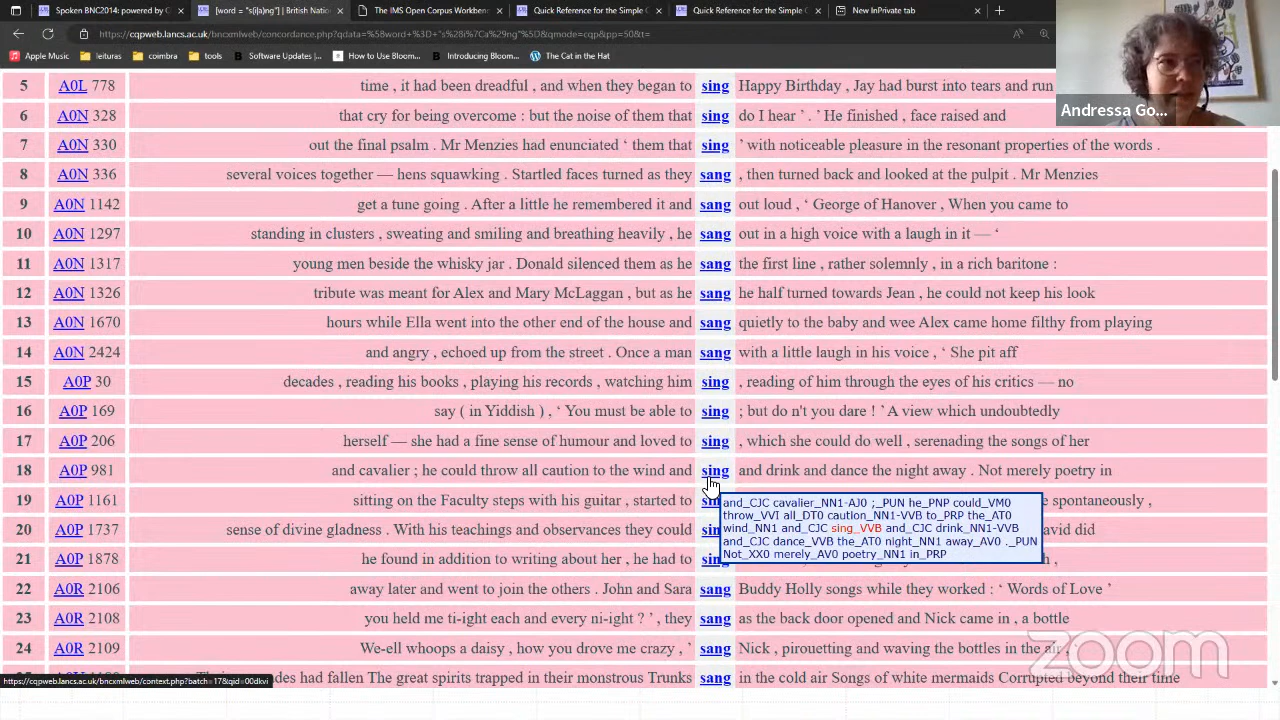 Spoken BNC2014: powered by C
[word = "s(i|a)ng"] | British Natio
The IMS Open Corpus Workbenc
Quick Reference for the Simple C
Quick Reference for the Simple C
New InPrivate tab
https://cqpweb.lancs.ac.uk/bncxmlweb/concordance.php?qdata=%5Bword+%3D+"s%28i%7Ca%29ng"%5D&qmode=cqp&pp=50&t=
Apple Music
leituras
coimbra
tools
Software Updates |...
How to Use Bloom...
Introducing Bloom...
The Cat in the Hat
Andressa Go...
5 A0L 778 time , it had been dreadful , and when they began to sing Happy Birthday , Jay had burst into tears and run
6 A0N 328 that cry for being overcome : but the noise of them that sing do I hear ' . ' He finished , face raised and
7 A0N 330 out the final psalm . Mr Menzies had enunciated ‘ them that sing ’ with noticeable pleasure in the resonant properties of the words .
8 A0N 336 several voices together — hens squawking . Startled faces turned as they sang , then turned back and looked at the pulpit . Mr Menzies
9 A0N 1142 get a tune going . After a little he remembered it and sang out loud , ‘ George of Hanover , When you came to
10 A0N 1297 standing in clusters , sweating and smiling and breathing heavily , he sang out in a high voice with a laugh in it — ‘
11 A0N 1317 young men beside the whisky jar . Donald silenced them as he sang the first line , rather solemnly , in a rich baritone :
12 A0N 1326 tribute was meant for Alex and Mary McLaggan , but as he sang he half turned towards Jean , he could not keep his look
13 A0N 1670 hours while Ella went into the other end of the house and sang quietly to the baby and wee Alex came home filthy from playing
14 A0N 2424 and angry , echoed up from the street . Once a man sang with a little laugh in his voice , ‘ She pit aff
15 A0P 30 decades , reading his books , playing his records , watching him sing , reading of him through the eyes of his critics — no
16 A0P 169 say ( in Yiddish ) , ‘ You must be able to sing ; but do n't you dare ! ’ A view which undoubtedly
17 A0P 206 herself — she had a fine sense of humour and loved to sing , which she could do well , serenading the songs of her
18 A0P 981 and cavalier ; he could throw all caution to the wind and sing and drink and dance the night away . Not merely poetry in
19 A0P 1161 sitting on the Faculty steps with his guitar , started to spontaneously ,
20 A0P 1737 sense of divine gladness . With his teachings and observances they could did
21 A0P 1878 he found in addition to writing about her , he had to ,
and_CJC cavalier_NN1-AJ0 ;_PUN he_PNP could_VM0
throw_VVI all_DT0 caution_NN1-VVB to_PRP the_AT0
wind_NN1 and_CJC sing_VVB and_CJC drink_NN1-VVB
and_CJC dance_VVB the_AT0 night_NN1 away_AV0 ._PUN
Not_XX0 merely_AV0 poetry_NN1 in_PRP
22 A0R 2106 away later and went to join the others . John and Sara sang Buddy Holly songs while they worked : ‘ Words of Love ’
23 A0R 2108 you held me ti-ight each and every ni-ight ? ’ , they sang as the back door opened and Nick came in , a bottle
24 A0R 2109 We-ell whoops a daisy , how you drove me crazy , ’ sang Nick , pirouetting and waving the bottles in the air ,
had fallen The great spirits trapped in their monstrous Trunks sang in the cold air Songs of white mermaids Corrupted beyond their time
https://cqpweb.lancs.ac.uk/bncxmlweb/context.php?batch=17&qid=00dkvi
zoom